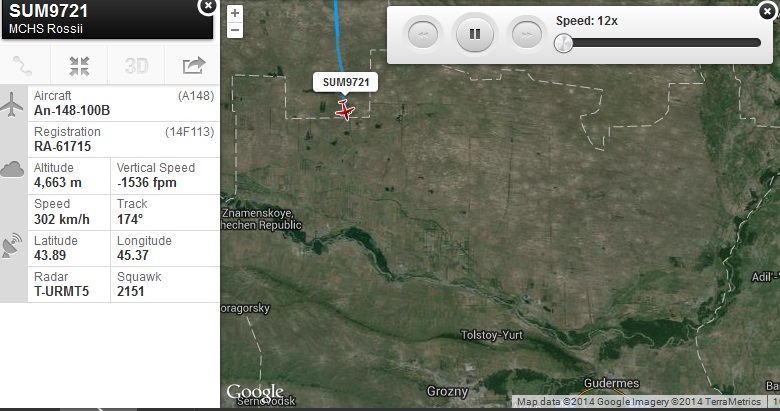 SUM9721
MCHS Rossii
3D
Aircraft (A148)
An-148-100B
Registration (14F113)
RA-61715
Altitude Vertical Speed
4,663 m -1536 fpm
Speed Track
302 km/h 174°
Latitude Longitude
43.89 45.37
Radar Squawk
T-URMT5 2151
Speed: 12x
SUM9721
Znamenskoye,
hechen Republic
Adil'-
oragorsky
Tolstoy-Yurt
Grozny
Gudermes
Ba
Sernovodsk
Google
Map data ©2014 Google Imagery ©2014 TerraMetrics 1